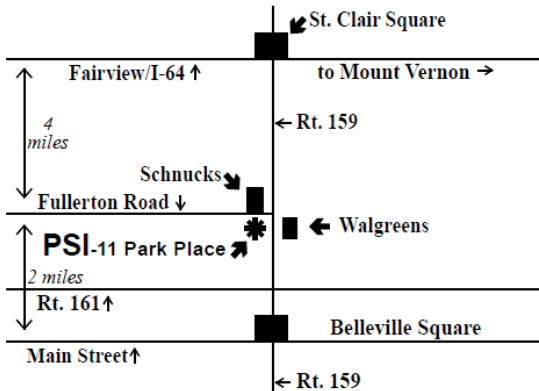 St. Clair Square
Fairview/I-64 ↑
to Mount Vernon →
4
miles
← Rt. 159
Schnucks
Fullerton Road ↓
Walgreens
PSI-11 Park Place
2 miles
Rt. 161 ↑
Belleville Square
Main Street ↑
← Rt. 159